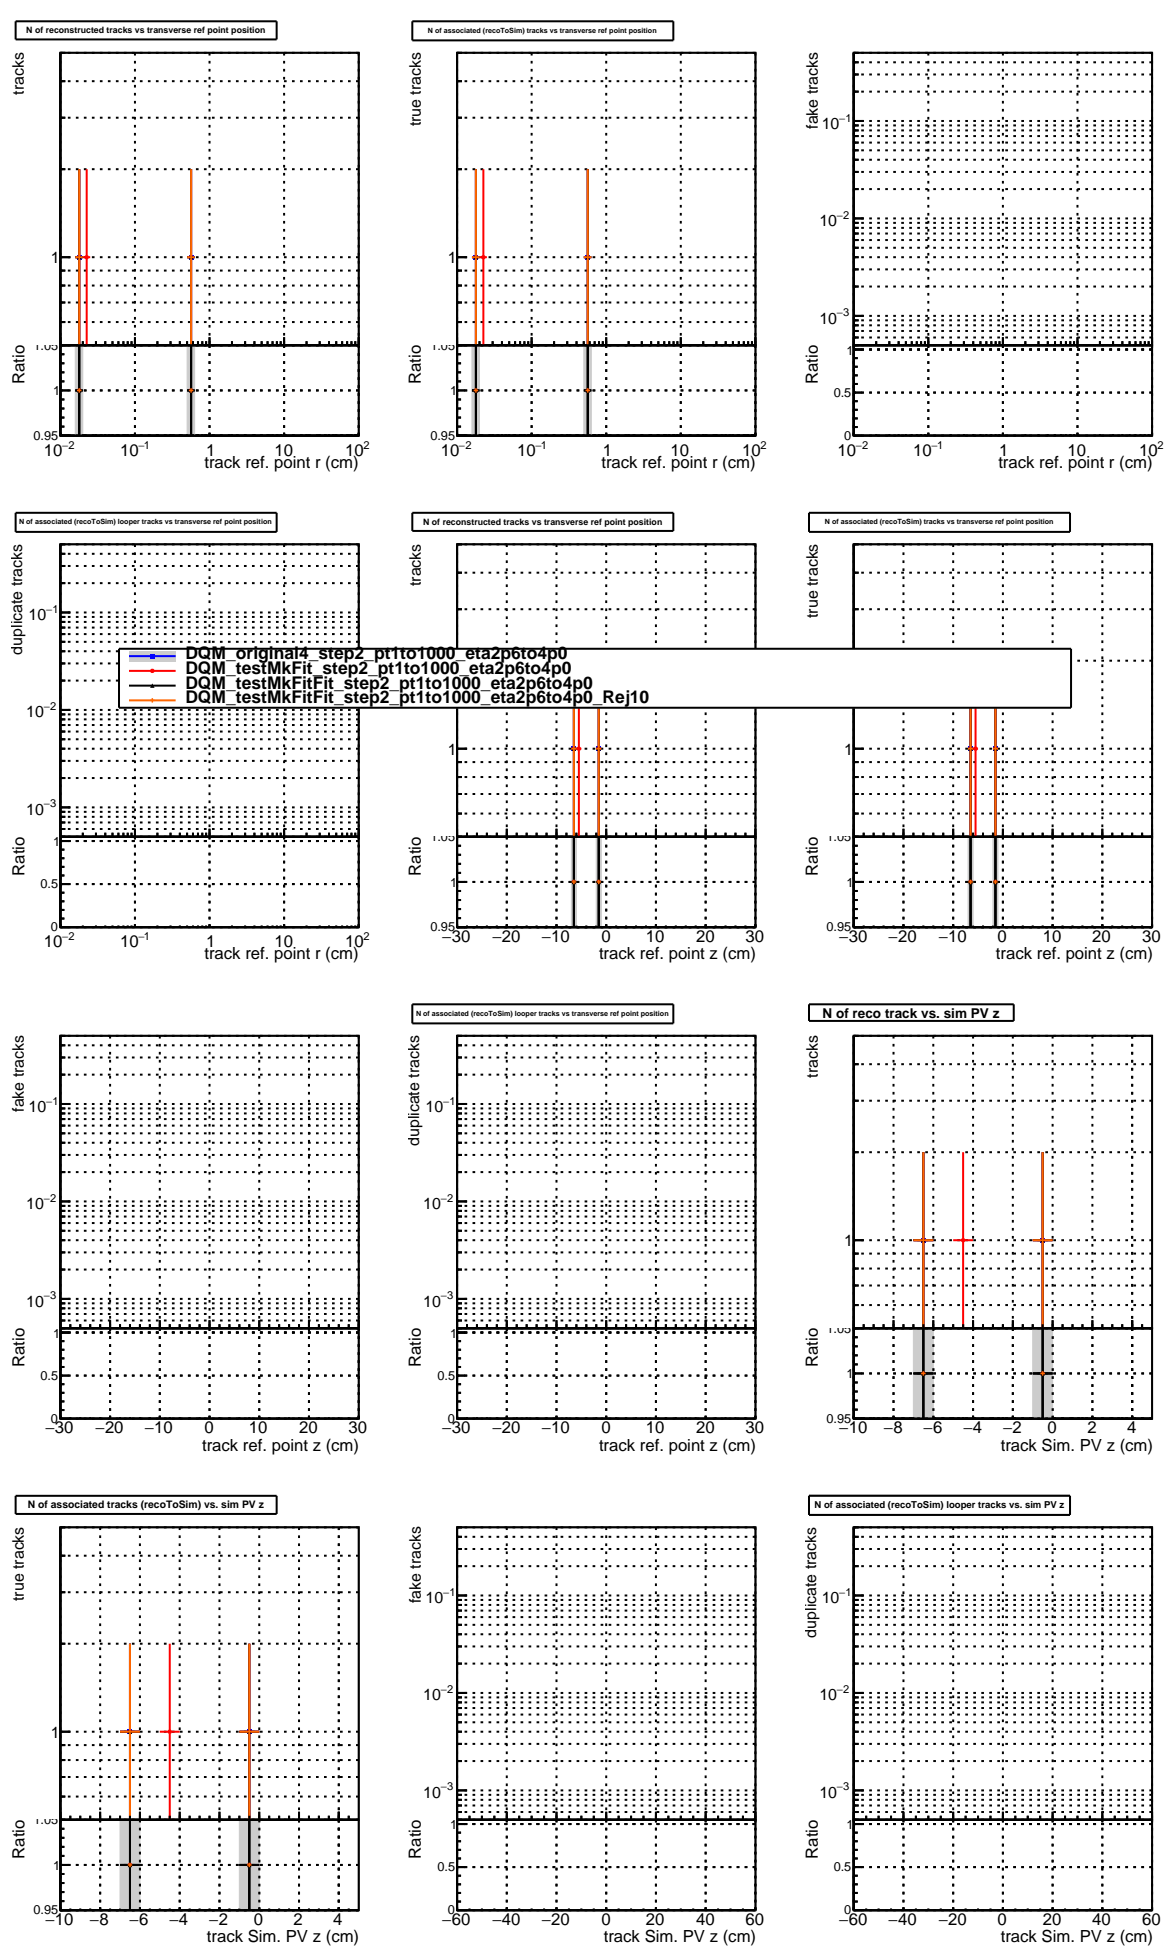 N of reconstructed tracks vs transverse ref point position
tracks
1
1.05
Ratio
1
0.95
10−2 10−1 1 10 102
track ref. point r (cm)
N of associated (recoToSim) tracks vs transverse ref point position
true tracks
1
1.05
Ratio
1
0.95
10−2 10−1 1 10 102
track ref. point r (cm)
fake tracks
10−1
10−2
10−3
Ratio
1
0.5
0
10−2 10−1 1 10 102
track ref. point r (cm)
N of associated (recoToSim) looper tracks vs transverse ref point position
duplicate tracks
10−1
10−2
10−3
Ratio
1
0.5
0
10−2 10−1 1 10 102
track ref. point r (cm)
N of reconstructed tracks vs transverse ref point position
tracks
1
1.05
Ratio
1
0.95
−30 −20 −10 0 10 20 30
track ref. point z (cm)
N of associated (recoToSim) tracks vs transverse ref point position
true tracks
1
1.05
Ratio
1
0.95
−30 −20 −10 0 10 20 30
track ref. point z (cm)
DQM_original4_step2_pt1to1000_eta2p6to4p0
DQM_testMkFit_step2_pt1to1000_eta2p6to4p0
DQM_testMkFitFit_step2_pt1to1000_eta2p6to4p0
DQM_testMkFitFit_step2_pt1to1000_eta2p6to4p0_Rej10
fake tracks
10−1
10−2
10−3
Ratio
1
0.5
0
−30 −20 −10 0 10 20 30
track ref. point z (cm)
N of associated (recoToSim) looper tracks vs transverse ref point position
duplicate tracks
10−1
10−2
10−3
Ratio
1
0.5
0
−30 −20 −10 0 10 20 30
track ref. point z (cm)
N of reco track vs. sim PV z
tracks
1
1.05
Ratio
1
0.95
−10 −8 −6 −4 −2 0 2 4
track Sim. PV z (cm)
N of associated tracks (recoToSim) vs. sim PV z
true tracks
1
1.05
Ratio
1
0.95
−10 −8 −6 −4 −2 0 2 4
track Sim. PV z (cm)
fake tracks
10−1
10−2
10−3
Ratio
1
0.5
0
−60 −40 −20 0 20 40 60
track Sim. PV z (cm)
N of associated (recoToSim) looper tracks vs. sim PV z
duplicate tracks
10−1
10−2
10−3
Ratio
1
0.5
0
−60 −40 −20 0 20 40 60
track Sim. PV z (cm)